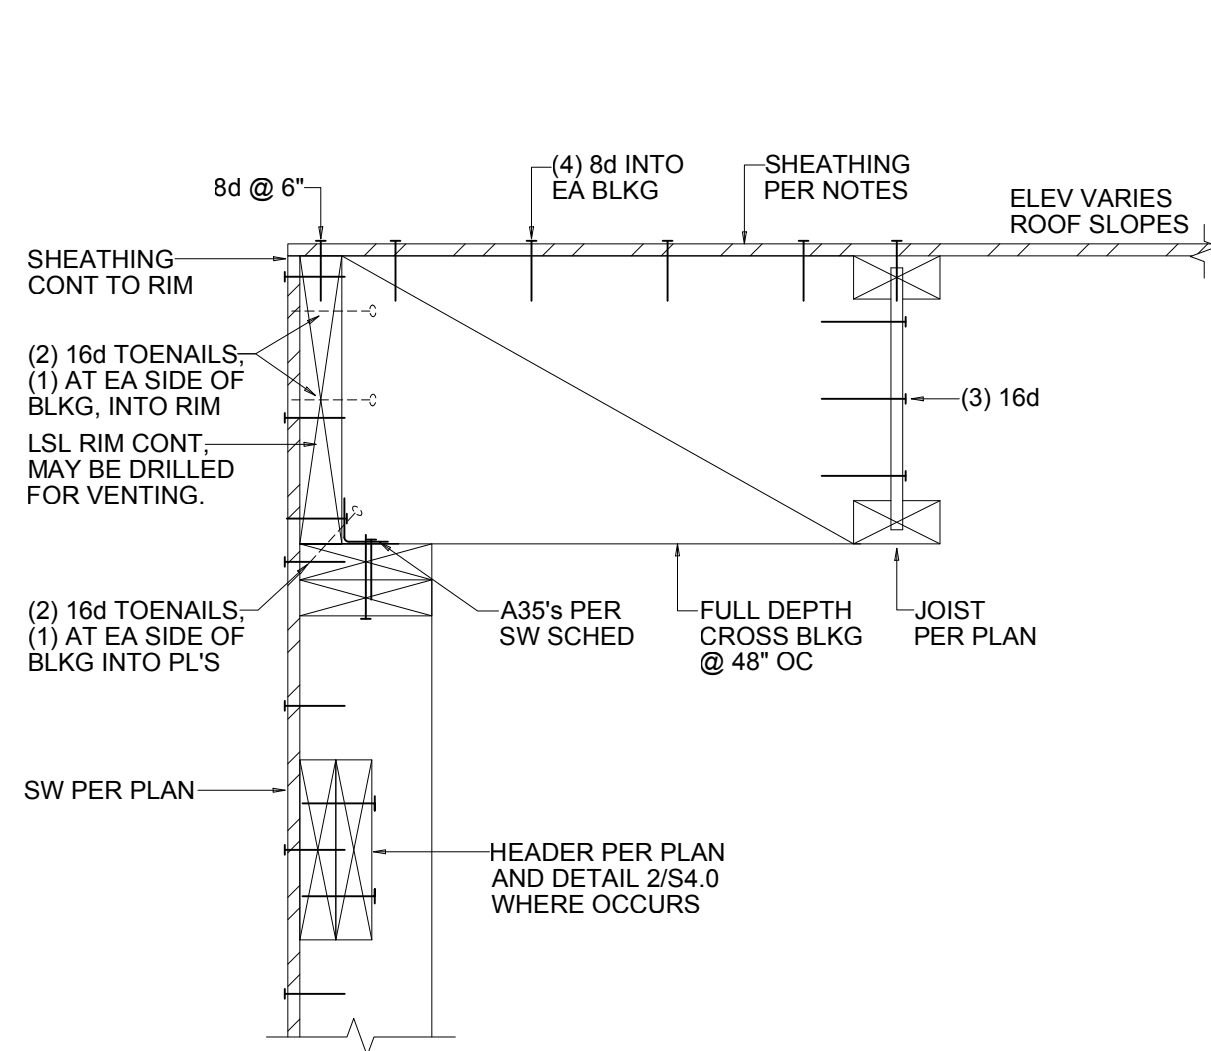 (4) 8d INTO
EA BLKG
SHEATHING
PER NOTES
8d @ 6"
ELEV VARIES
ROOF SLOPES
SHEATHING
CONT TO RIM
(2) 16d TOENAILS,
(1) AT EA SIDE OF
BLKG, INTO RIM
(3) 16d
LSL RIM CONT,
MAY BE DRILLED
FOR VENTING.
(2) 16d TOENAILS,
(1) AT EA SIDE OF
BLKG INTO PL'S
A35's PER
SW SCHED
FULL DEPTH
CROSS BLKG
@ 48" OC
JOIST
PER PLAN
SW PER PLAN
HEADER PER PLAN
AND DETAIL 2/S4.0
WHERE OCCURS